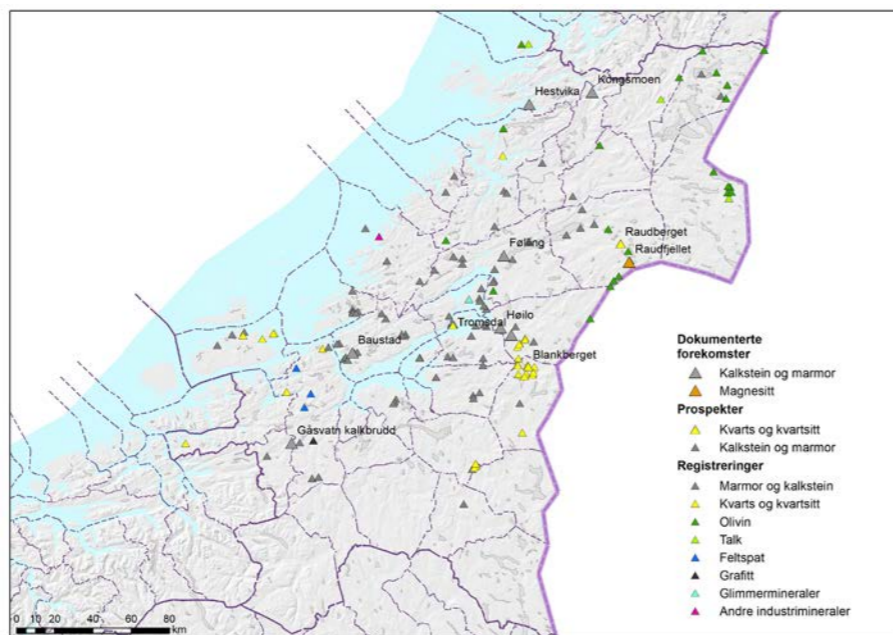 Kongsmoen
Hestvika
Raudberget
Følling
Raudfjellet
Tromsdal
Høilo
Baustad
Blankberget
Gåsvatn kalkbrudd
Dokumenterte
forekomster
Kalkstein og marmor
Magnesitt
Prospekter
Kvarts og kvartsitt
Kalkstein og marmor
Registreringer
Marmor og kalkstein
Kvarts og kvartsitt
Olivin
Talk
Feltspat
Grafitt
Glimmermineraler
Andre industrimineraler
0 10 20 40 60 80
km